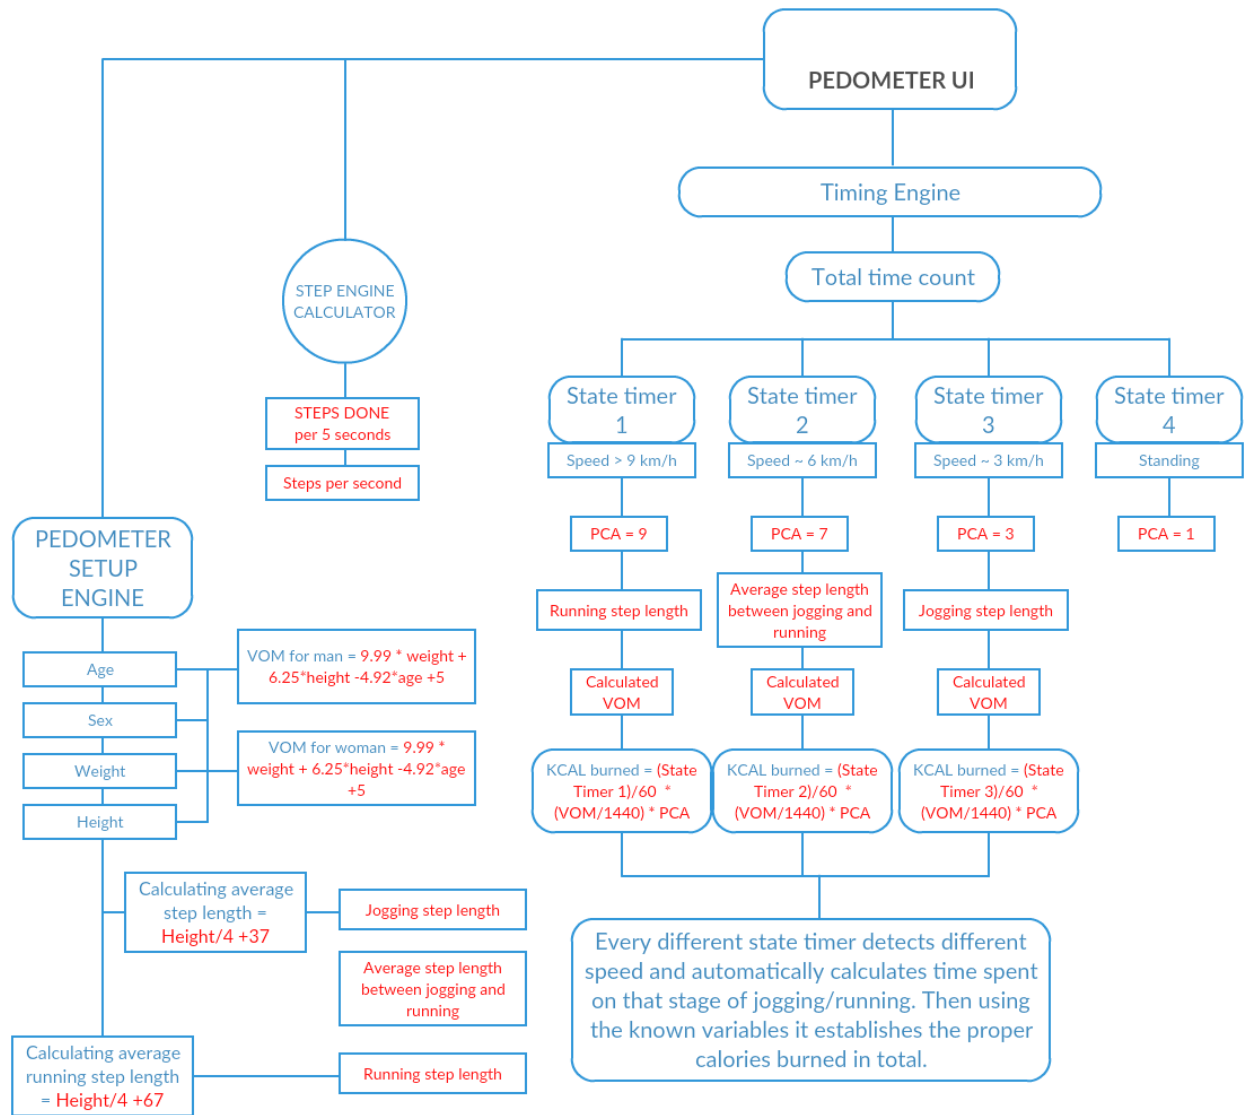 PEDOMETER UI
Timing Engine
Total time count
STEP ENGINE
CALCULATOR
STEPS DONE
per 5 seconds
Steps per second
State timer
1
Speed > 9 km/h
PCA = 9
Running step length
Calculated
VOM
KCAL burned = (State
Timer 1)/60 *
(VOM/1440) * PCA
State timer
2
Speed ~ 6 km/h
PCA = 7
Average step length
between jogging and
running
Calculated
VOM
KCAL burned = (State
Timer 2)/60 *
(VOM/1440) * PCA
State timer
3
Speed ~ 3 km/h
PCA = 3
Jogging step length
Calculated
VOM
KCAL burned = (State
Timer 3)/60 *
(VOM/1440) * PCA
State timer
4
Standing
PCA = 1
PEDOMETER
SETUP
ENGINE
Age
Sex
Weight
Height
VOM for man = 9.99 * weight +
6.25*height -4.92*age +5
VOM for woman = 9.99 *
weight + 6.25*height -4.92*age
+5
Calculating average
step length =
Height/4 +37
Jogging step length
Average step length
between jogging and
running
Calculating average
running step length
= Height/4 +67
Running step length
Every different state timer detects different
speed and automatically calculates time spent
on that stage of jogging/running. Then using
the known variables it establishes the proper
calories burned in total.